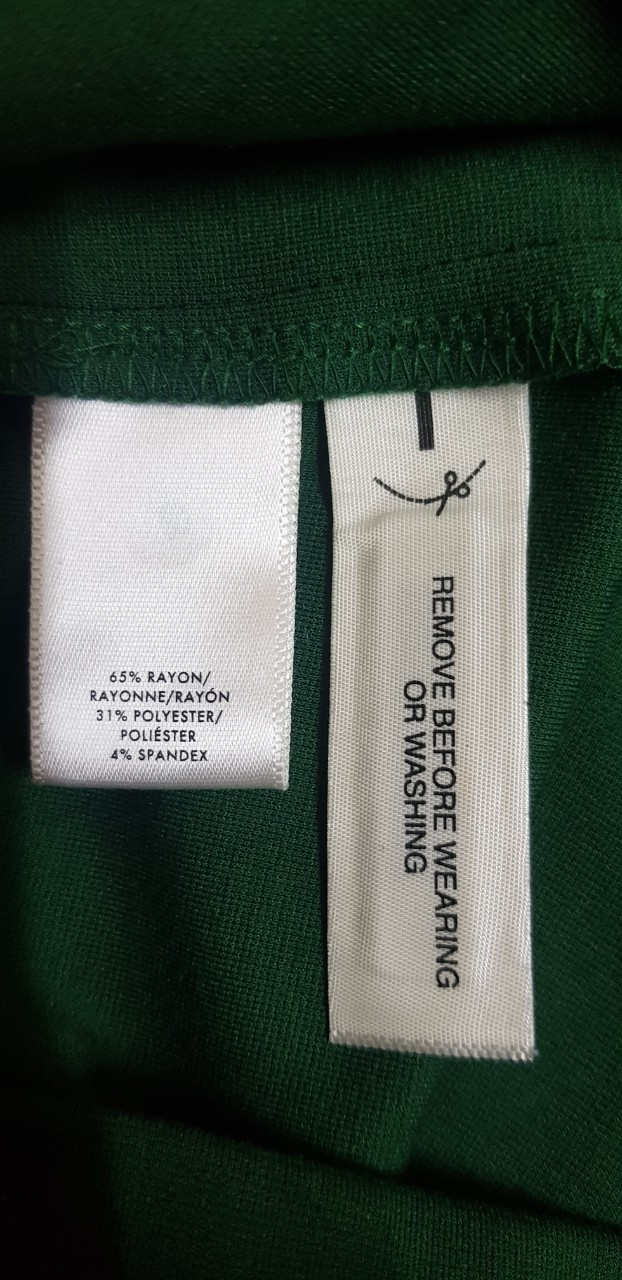 65% RAYON/
RAYONNE/RAYÓN
31% POLYESTER/
POLIÉSTER
4% SPANDEX
REMOVE BEFORE WEARING
OR WASHING